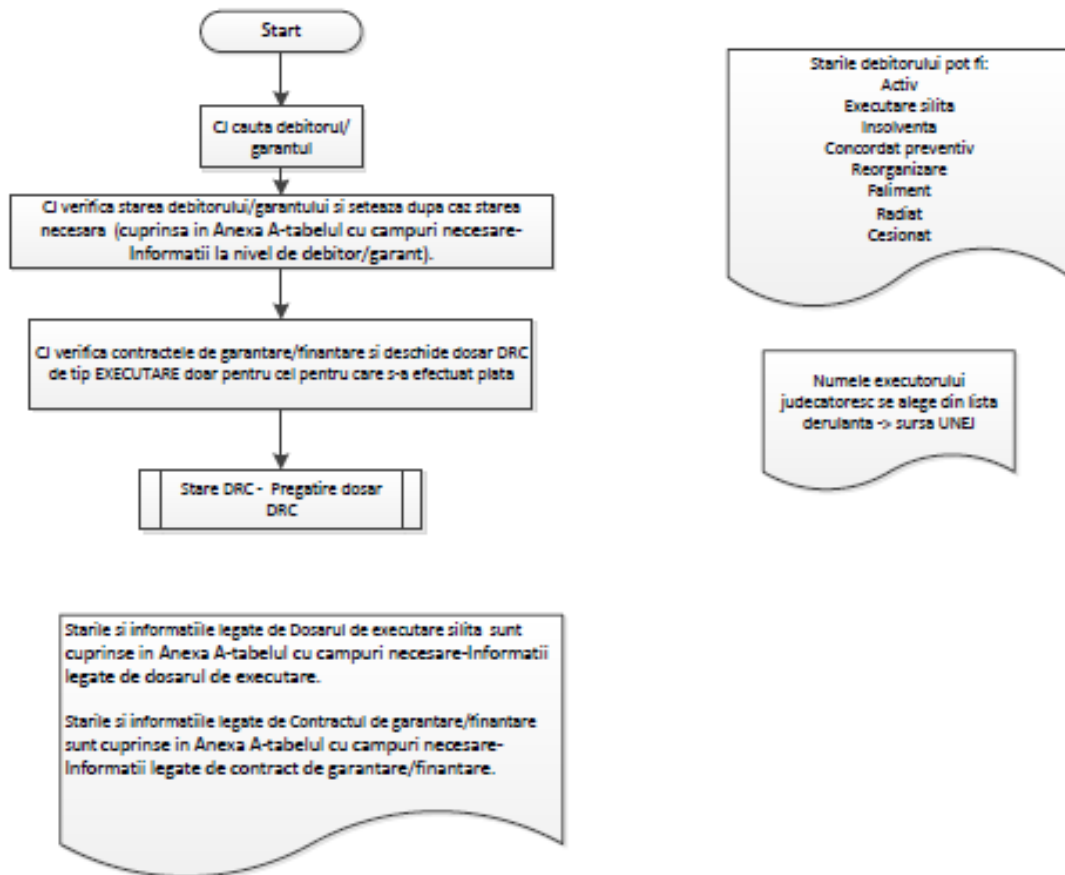 Start
CJ cauta debitorul/
garantul
CJ verifica starea debitorului/garantului si seteaza dupa caz starea
necesara (cuprinsa in Anexa A-tabelul cu campuri necesare-
Informatii la nivel de debitor/garant).
CJ verifica contractele de garantare/finantare si deschide dosar DRC
de tip EXECUTARE doar pentru cel pentru care s-a efectuat plata
Stare DRC - Pregatire dosar
DRC
Starile debitorului pot fi:
Activ
Executare silita
Insolventa
Concordat preventiv
Reorganizare
Faliment
Radiat
Cesionat
Numele executorului
judecatoresc se alege din lista
derulanta -> sursa UNEJ
Starile si informatiile legate de Dosarul de executare silita sunt
cuprinse in Anexa A-tabelul cu campuri necesare-Informatii
legate de dosarul de executare.
Starile si informatiile legate de Contractul de garantare/finantare
sunt cuprinse in Anexa A-tabelul cu campuri necesare-
Informatii legate de contract de garantare/finantare.